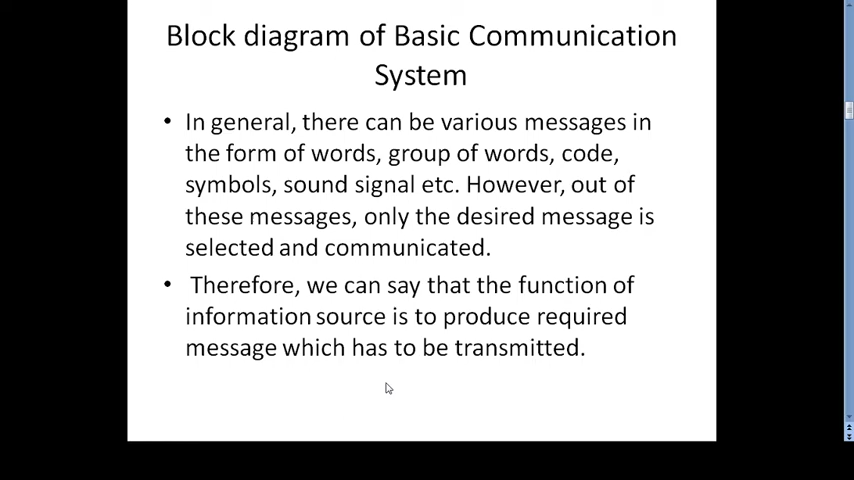 Block diagram of Basic Communication
System
• In general, there can be various messages in
the form of words, group of words, code,
symbols, sound signal etc. However, out of
these messages, only the desired message is
selected and communicated.
• Therefore, we can say that the function of
information source is to produce required
message which has to be transmitted.